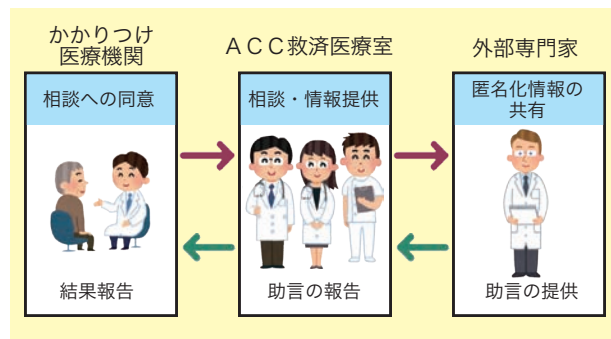 かかりつけ
医療機関
ＡＣＣ救済医療室
外部専門家
相談への同意
相談・情報提供
匿名化情報の
共有
結果報告
助言の報告
助言の提供